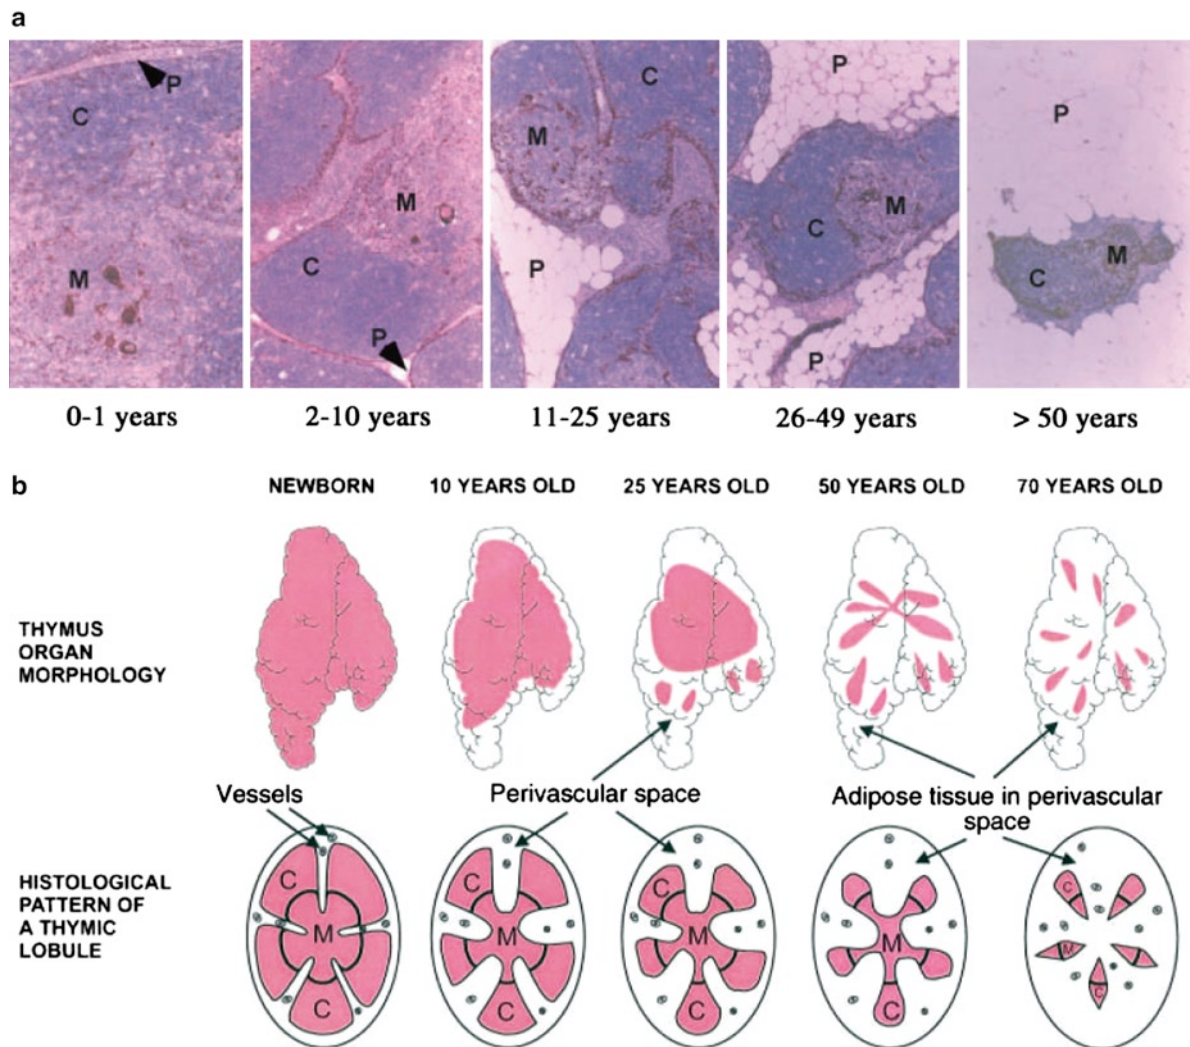 a
P
C
M
M
C
P
C
M
P
P
C
M
P
P
C
M
0-1 years
2-10 years
11-25 years
26-49 years
> 50 years
b
NEWBORN
10 YEARS OLD
25 YEARS OLD
50 YEARS OLD
70 YEARS OLD
THYMUS
ORGAN
MORPHOLOGY
Vessels
Perivascular space
Adipose tissue in perivascular
space
HISTOLOGICAL
PATTERN OF
A THYMIC
LOBULE
C
M
C
C
M
C
C
M
C
M
C
C
M
C